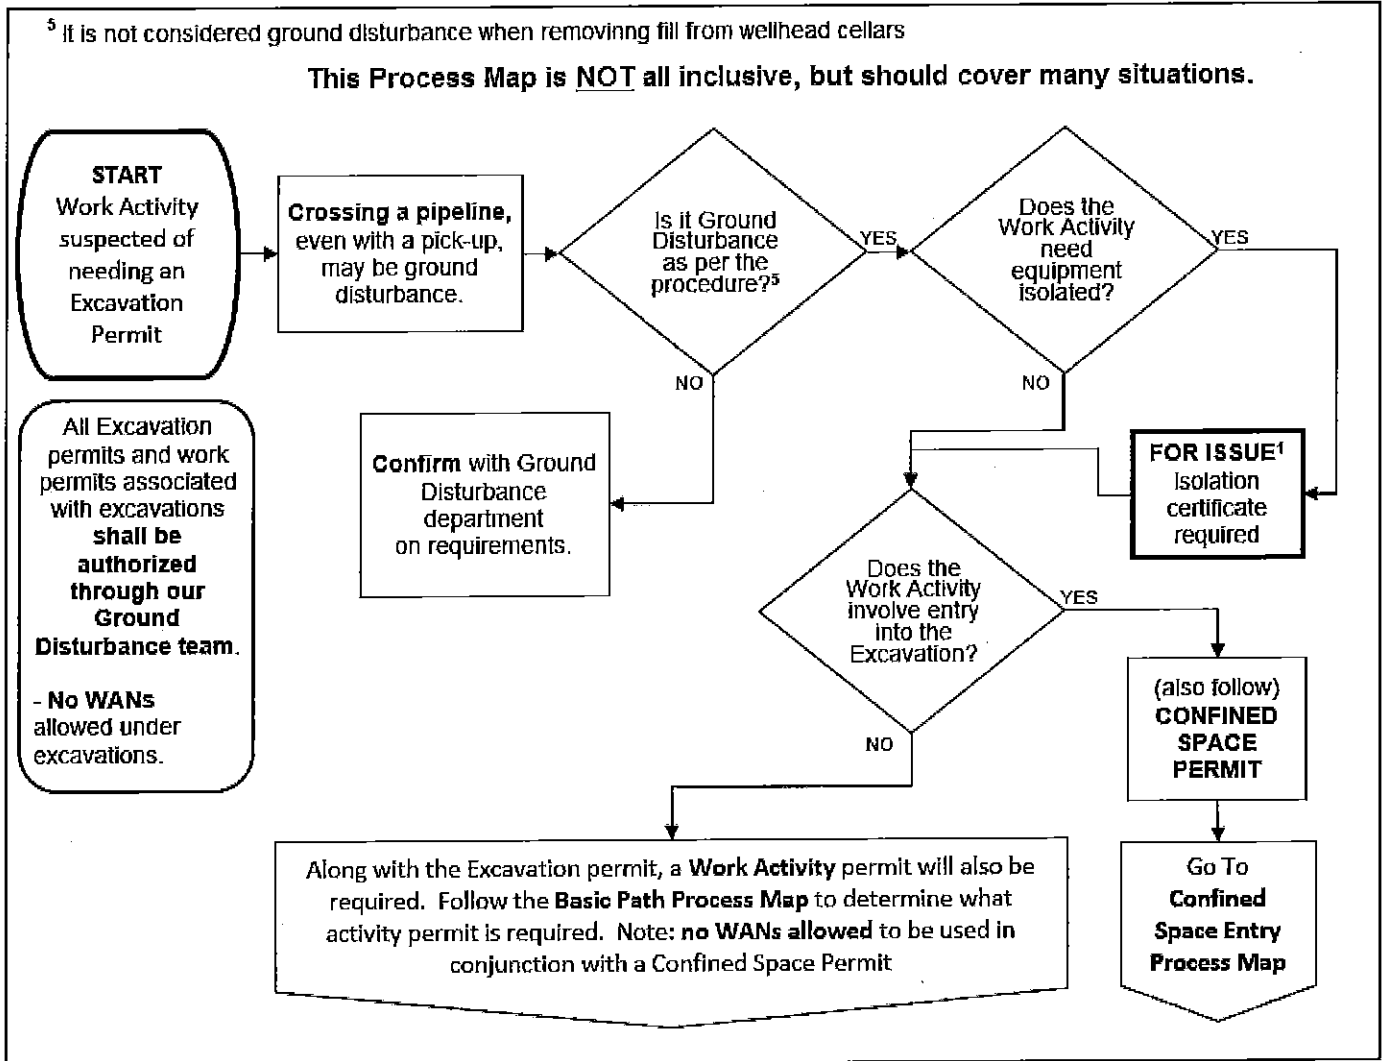 ⁵ It is not considered ground disturbance when removinng fill from wellhead cellars
This Process Map is NOT all inclusive, but should cover many situations.
START
Work Activity
suspected of
needing an
Excavation
Permit
Crossing a pipeline,
even with a pick-up,
may be ground
disturbance.
Is it Ground
Disturbance
as per the
procedure?⁵
YES
NO
Does the
Work Activity
need
equipment
isolated?
YES
NO
All Excavation
permits and work
permits associated
with excavations
shall be
authorized
through our
Ground
Disturbance team.
- No WANs
allowed under
excavations.
Confirm with Ground
Disturbance
department
on requirements.
FOR ISSUE¹
Isolation
certificate
required
Does the
Work Activity
involve entry
into the
Excavation?
YES
NO
(also follow)
CONFINED
SPACE
PERMIT
Along with the Excavation permit, a Work Activity permit will also be
required. Follow the Basic Path Process Map to determine what
activity permit is required. Note: no WANs allowed to be used in
conjunction with a Confined Space Permit
Go To
Confined
Space Entry
Process Map